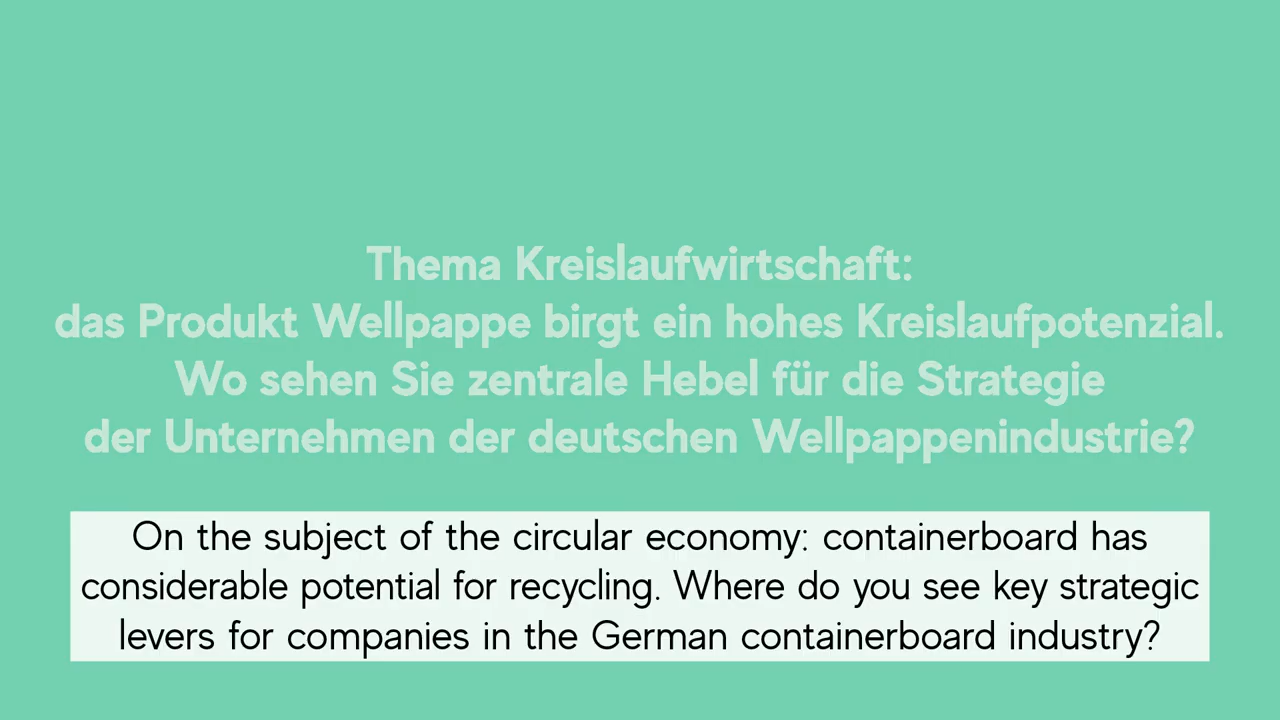 Thema Kreislaufwirtschaft:
das Produkt Wellpappe birgt ein hohes Kreislaufpotenzial.
Wo sehen Sie zentrale Hebel für die Strategie
der Unternehmen der deutschen Wellpappenindustrie?
On the subject of the circular economy: containerboard has
considerable potential for recycling. Where do you see key strategic
levers for companies in the German containerboard industry?